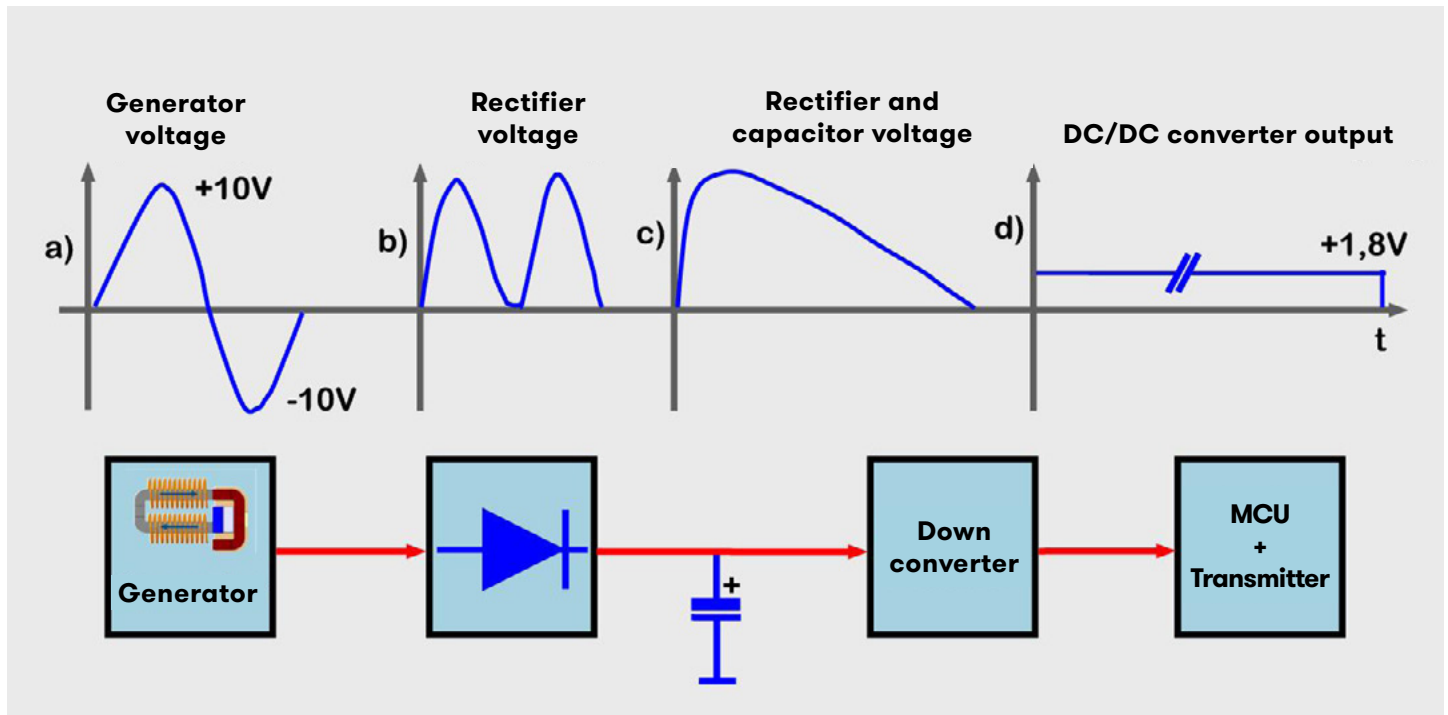 Generator
voltage
Rectifier
voltage
Rectifier and
capacitor voltage
DC/DC converter output
a)
+10V
-10V
b)
c)
d)
+1,8V
t
Generator
+
Down
converter
MCU
+
Transmitter